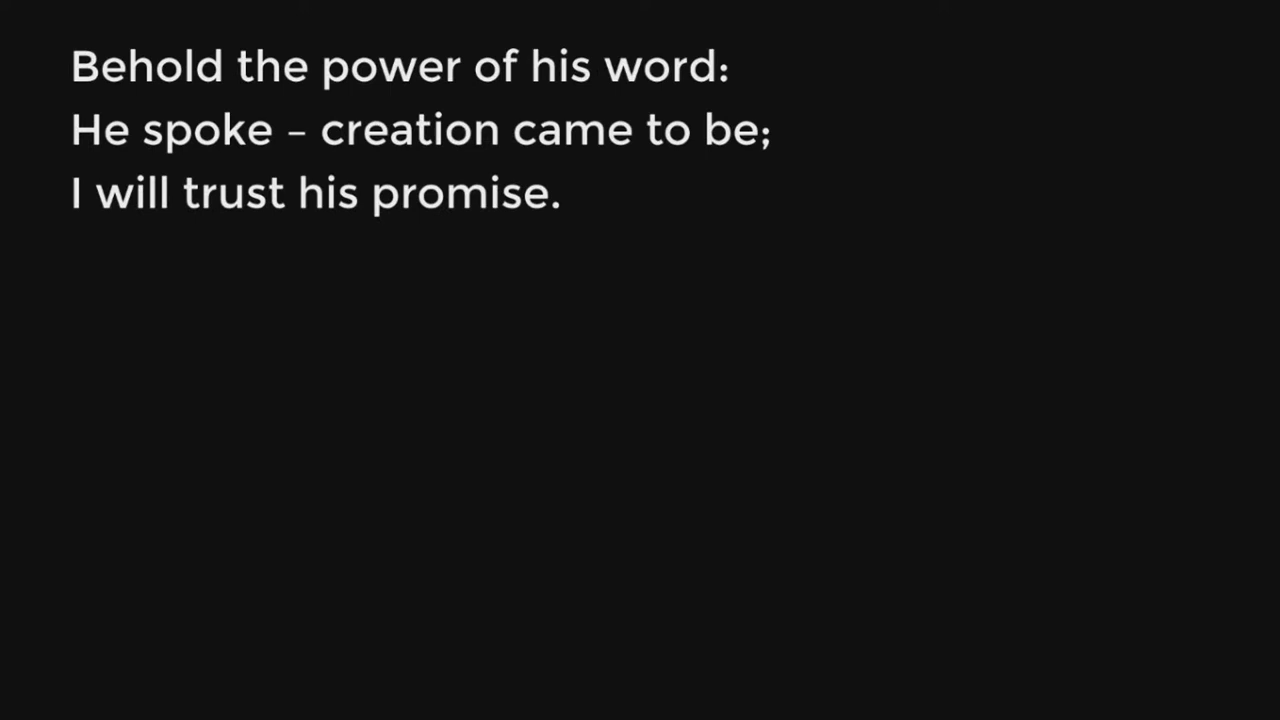 Behold the power of his word:
He spoke – creation came to be;
I will trust his promise.